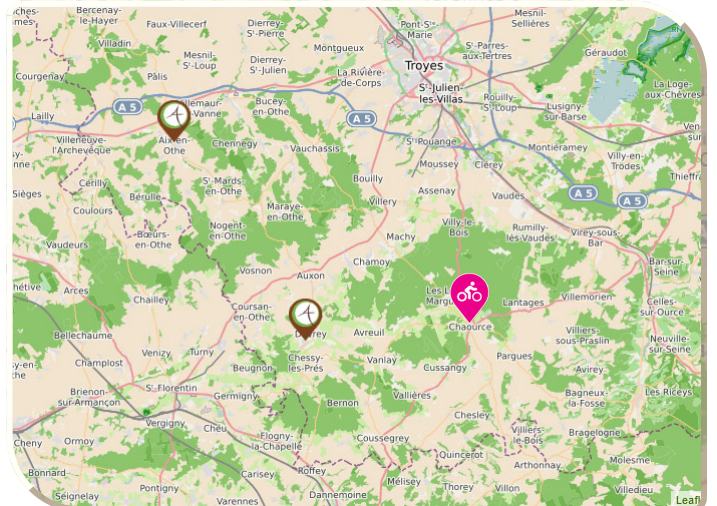 Bercenay-
le-Hayer
Faux-Villecerf
Dierrey-
St-Pierre
Pont-Ste-
Marie
Mesnil-
Sellières
Villadin
Mesnil-
St-Loup
Dierrey-
St-Julien
Montgueux
Troyes
St-Parres-
aux-Tertres
Géraudot
Courgenay
Pâlis
La Rivière-
de-Corps
St-Julien-
les-Villas
La Loge-
aux-Chèvres
Lailly
A 5
Bucey-
en-Othe
A 5
Rouilly-
St-Loup
Lusigny-
sur-Barse
Villeneuve-
l'Archevêque
Aix-en-
Othe
Chennegy
Vauchassis
Moussey
Clérey
Montiéramey
Villy-en-
Trodes
Cérilly
St-Mards-
en-Othe
Bouilly
Assenay
A 5
A 5
Coulours
Bérulle
Maraye-
en-Othe
Villery
Vaudes
Vaudeurs
Bœurs-
en-Othe
Nogent-
en-Othe
Machy
Villy-le-
Bois
Rumilly-
lès-Vaudes
Virey-sous-
Bar
Vosnon
Auxon
Chamoy
Bar-sur-
Seine
Arces
Chailley
Coursan-
en-Othe
Lantages
Villemorien
Celles-
sur-Ource
Bellechaume
Avreuil
Chaource
Villiers-
sous-Praslin
Neuville-
sur-Seine
Champlost
Venizy
Turny
Beugnon
Chessy-
les-Prés
Vanlay
Cussangy
Pargues
Avirey
Brienon-
sur-Armançon
St Florentin
Germigny
Bernon
Vallières
Bagneux-
la-Fosse
Les Riceys
Vergigny
Cheu
Chesley
Cheny
Ormoy
Flogny-
la-Chapelle
Coussegrey
Villiers-
le-Bois
Bragelogne
Quincerot
Arthonnay
Molesme
Bonnard
Pontigny
Carisey
Roffey
Mélisey
Thorey
Villon
Villedieu
Seignelay
Varennes
Dannemoine